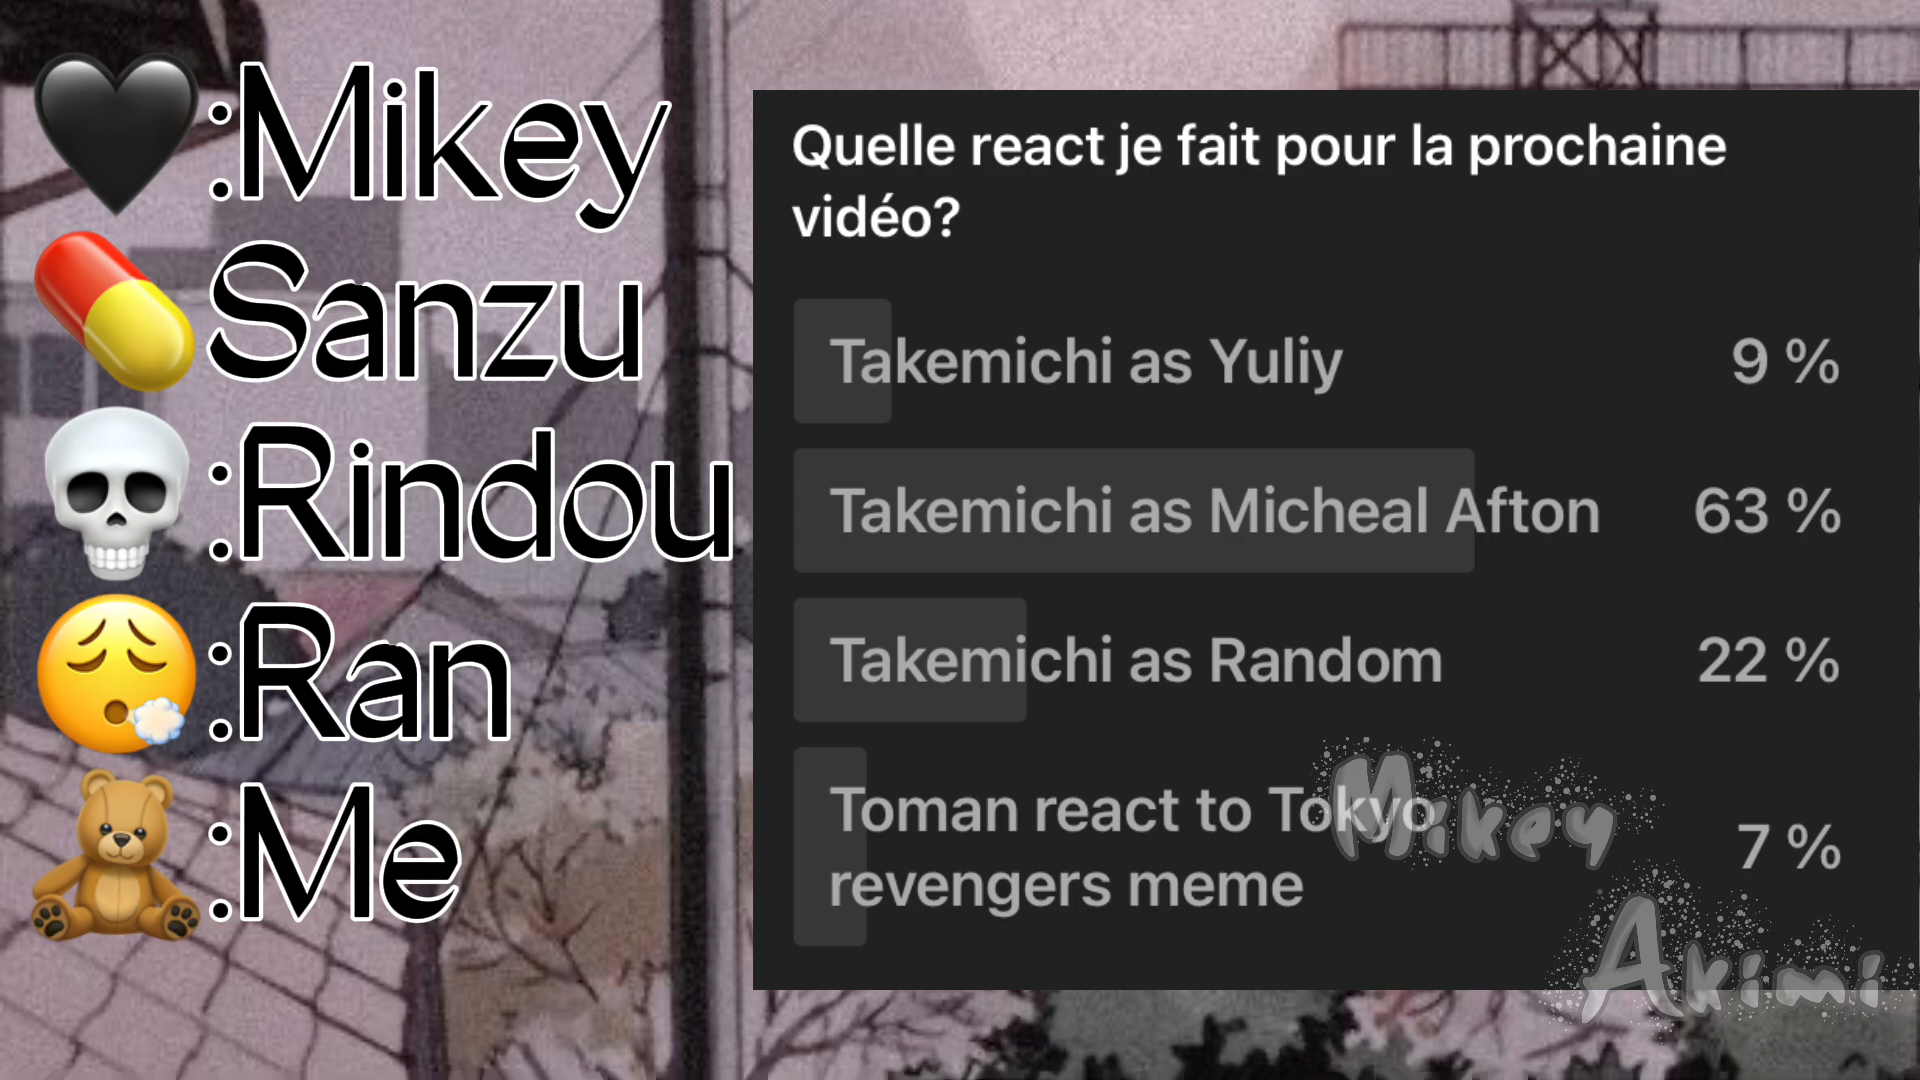 🖤:Mikey
💊Sanzu
💀:Rindou
😮‍💨:Ran
🧸:Me
Quelle react je fait pour la prochaine
vidéo?
Takemichi as Yuliy 9 %
Takemichi as Micheal Afton 63 %
Takemichi as Random 22 %
Toman react to Tokyo
revengers meme 7 %
Mikey
Akimi